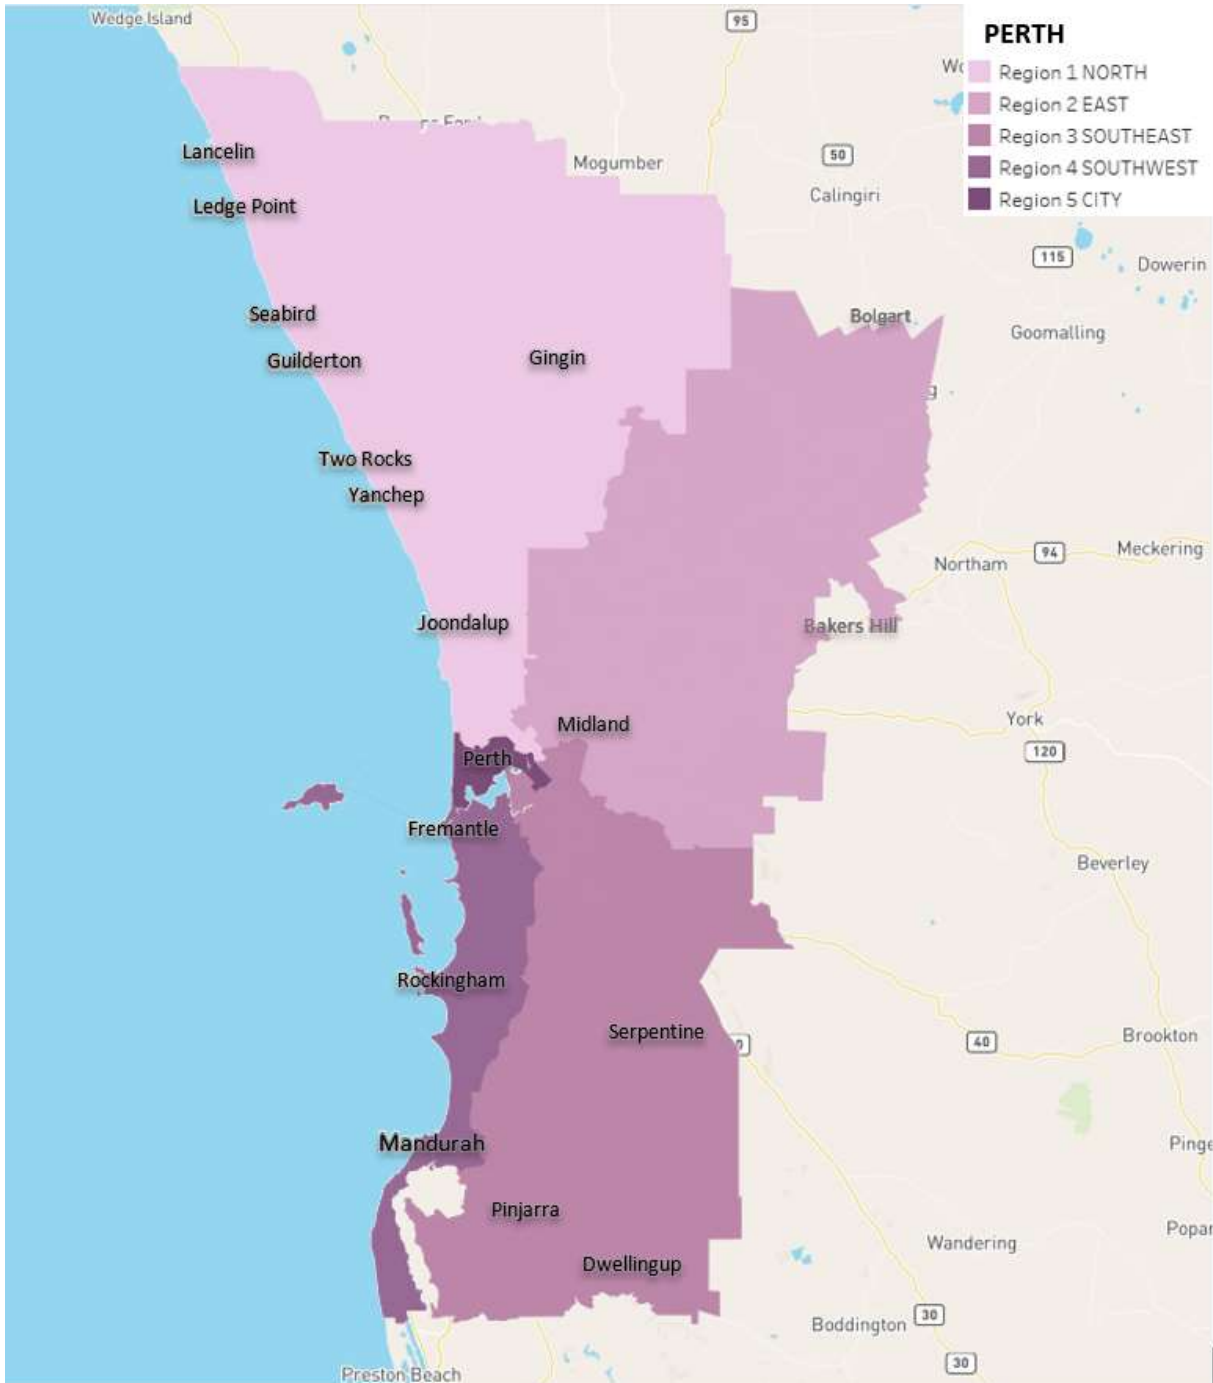 Wedge Island
95
PERTH
Region 1 NORTH
Region 2 EAST
Region 3 SOUTHEAST
Region 4 SOUTHWEST
Region 5 CITY
Lancelin
Mogumber
50
Calingiri
Ledge Point
115
Dowerin
Seabird
Bolgart
Goomalling
Guilderton
Gingin
Two Rocks
Yanchep
94
Meckering
Northam
Joondalup
Bakers Hill
Midland
York
120
Perth
Fremantle
Beverley
Rockingham
Serpentine
40
Brookton
Mandurah
Pinge
Pinjarra
Popar
Wandering
Dwellingup
30
Boddington
30
Preston Beach